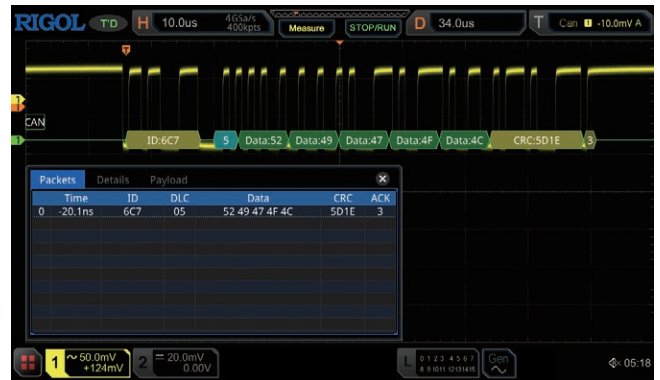 RIGOL T'D H 10.0us 4GSa/s 400kpts Measure STOP/RUN D 34.0us T Can 1 -10.0mV A
T
1
CAN
1 ID:6C7 5 Data:52 Data:49 Data:47 Data:4F Data:4C CRC:5D1E 3
Packets Details Payload
Time ID DLC Data CRC ACK
0 -20.1ns 6C7 05 52 49 47 4F 4C 5D1E 3
1 50.0mV +124mV 2 20.0mV 0.00V L 0 1 2 3 4 5 6 7 8 9 10 11 12 13 14 15 Gen 05:18